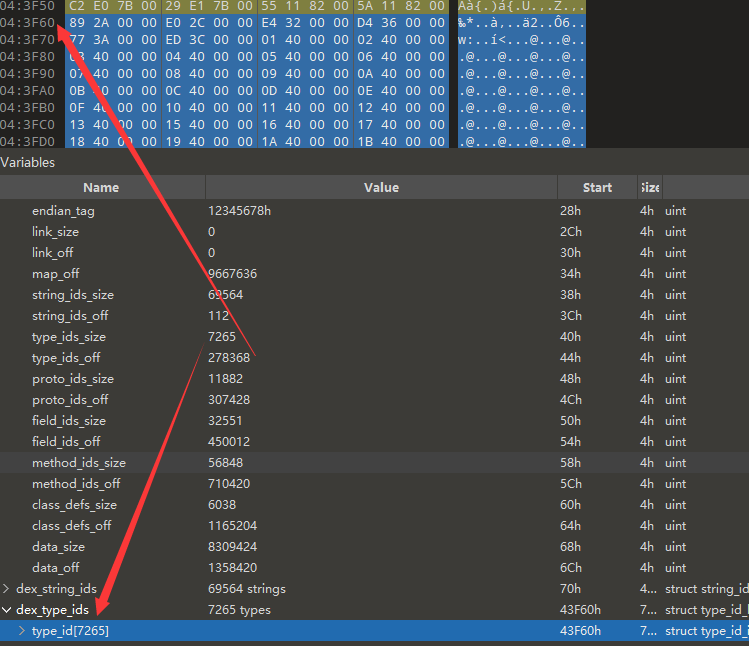 04:3F50 C2 E0 7B 00 29 E1 7B 00 55 11 82 00 5A 11 82 00 Âà{.)á{.U...Z...
04:3F60 89 2A 00 00 E0 2C 00 00 E4 32 00 00 D4 36 00 00 ‰*..à,..ä2..Ô6..
04:3F70 77 3A 00 00 ED 3C 00 00 01 40 00 00 02 40 00 00 w:..í<...@...@..
04:3F80 03 40 00 00 04 40 00 00 05 40 00 00 06 40 00 00 .@...@...@...@..
04:3F90 07 40 00 00 08 40 00 00 09 40 00 00 0A 40 00 00 .@...@...@...@..
04:3FA0 0B 40 00 00 0C 40 00 00 0D 40 00 00 0E 40 00 00 .@...@...@...@..
04:3FB0 0F 40 00 00 10 40 00 00 11 40 00 00 12 40 00 00 .@...@...@...@..
04:3FC0 13 40 00 00 15 40 00 00 16 40 00 00 17 40 00 00 .@...@...@...@..
04:3FD0 18 40 00 00 19 40 00 00 1A 40 00 00 1B 40 00 00 .@...@...@...@..
Variables
Name Value Start Size
endian_tag 12345678h 28h 4h uint
link_size 0 2Ch 4h uint
link_off 0 30h 4h uint
map_off 9667636 34h 4h uint
string_ids_size 69564 38h 4h uint
string_ids_off 112 3Ch 4h uint
type_ids_size 7265 40h 4h uint
type_ids_off 278368 44h 4h uint
proto_ids_size 11882 48h 4h uint
proto_ids_off 307428 4Ch 4h uint
field_ids_size 32551 50h 4h uint
field_ids_off 450012 54h 4h uint
method_ids_size 56848 58h 4h uint
method_ids_off 710420 5Ch 4h uint
class_defs_size 6038 60h 4h uint
class_defs_off 1165204 64h 4h uint
data_size 8309424 68h 4h uint
data_off 1358420 6Ch 4h uint
dex_string_ids 69564 strings 70h 4... struct string_id
dex_type_ids 7265 types 43F60h 7... struct type_id_l
type_id[7265] 43F60h 7... struct type_id_i